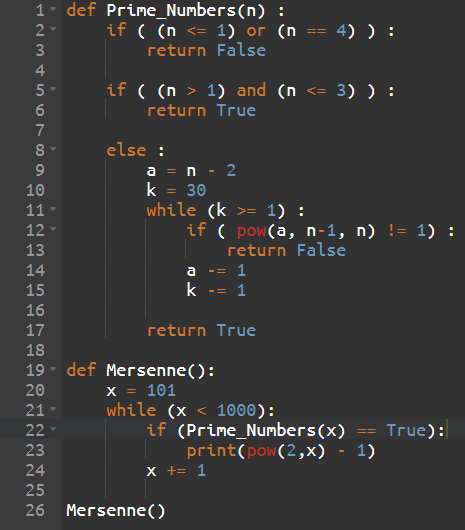 1 def Prime_Numbers(n) :
2     if ( (n <= 1) or (n == 4) ) :
3         return False
4
5     if ( (n > 1) and (n <= 3) ) :
6         return True
7
8     else :
9         a = n - 2
10         k = 30
11         while (k >= 1) :
12             if ( pow(a, n-1, n) != 1) :
13                 return False
14             a -= 1
15             k -= 1
16
17         return True
18
19 def Mersenne():
20     x = 101
21     while (x < 1000):
22         if (Prime_Numbers(x) == True):
23             print(pow(2,x) - 1)
24         x += 1
25
26 Mersenne()